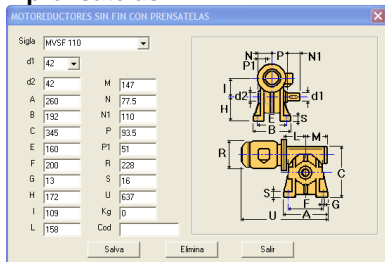 MOTOREDUCTORES SIN FIN CON PRENSATELAS
Sigla MVSF 110
d1 42
d2 42 M 147
A 260 N 77.5
B 192 N1 110
C 345 P 93.5
E 160 P1 51
F 200 R 228
G 13 S 16
H 172 U 637
I 109 Kg 0
L 158 Cod
N P N1
P1
I
d2 d1
H
E S
B
L M
R
C
S
F G
A
U
Salva Elimina Salir